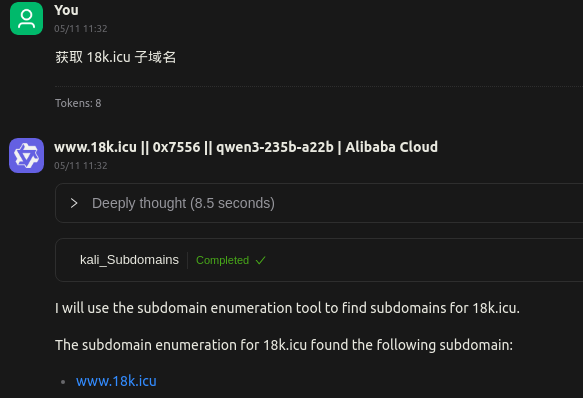 You
05/11 11:32
获取 18k.icu 子域名
Tokens: 8
www.18k.icu || 0x7556 || qwen3-235b-a22b | Alibaba Cloud
05/11 11:32
Deeply thought (8.5 seconds)
kali_Subdomains Completed
I will use the subdomain enumeration tool to find subdomains for 18k.icu.
The subdomain enumeration for 18k.icu found the following subdomain:
• www.18k.icu